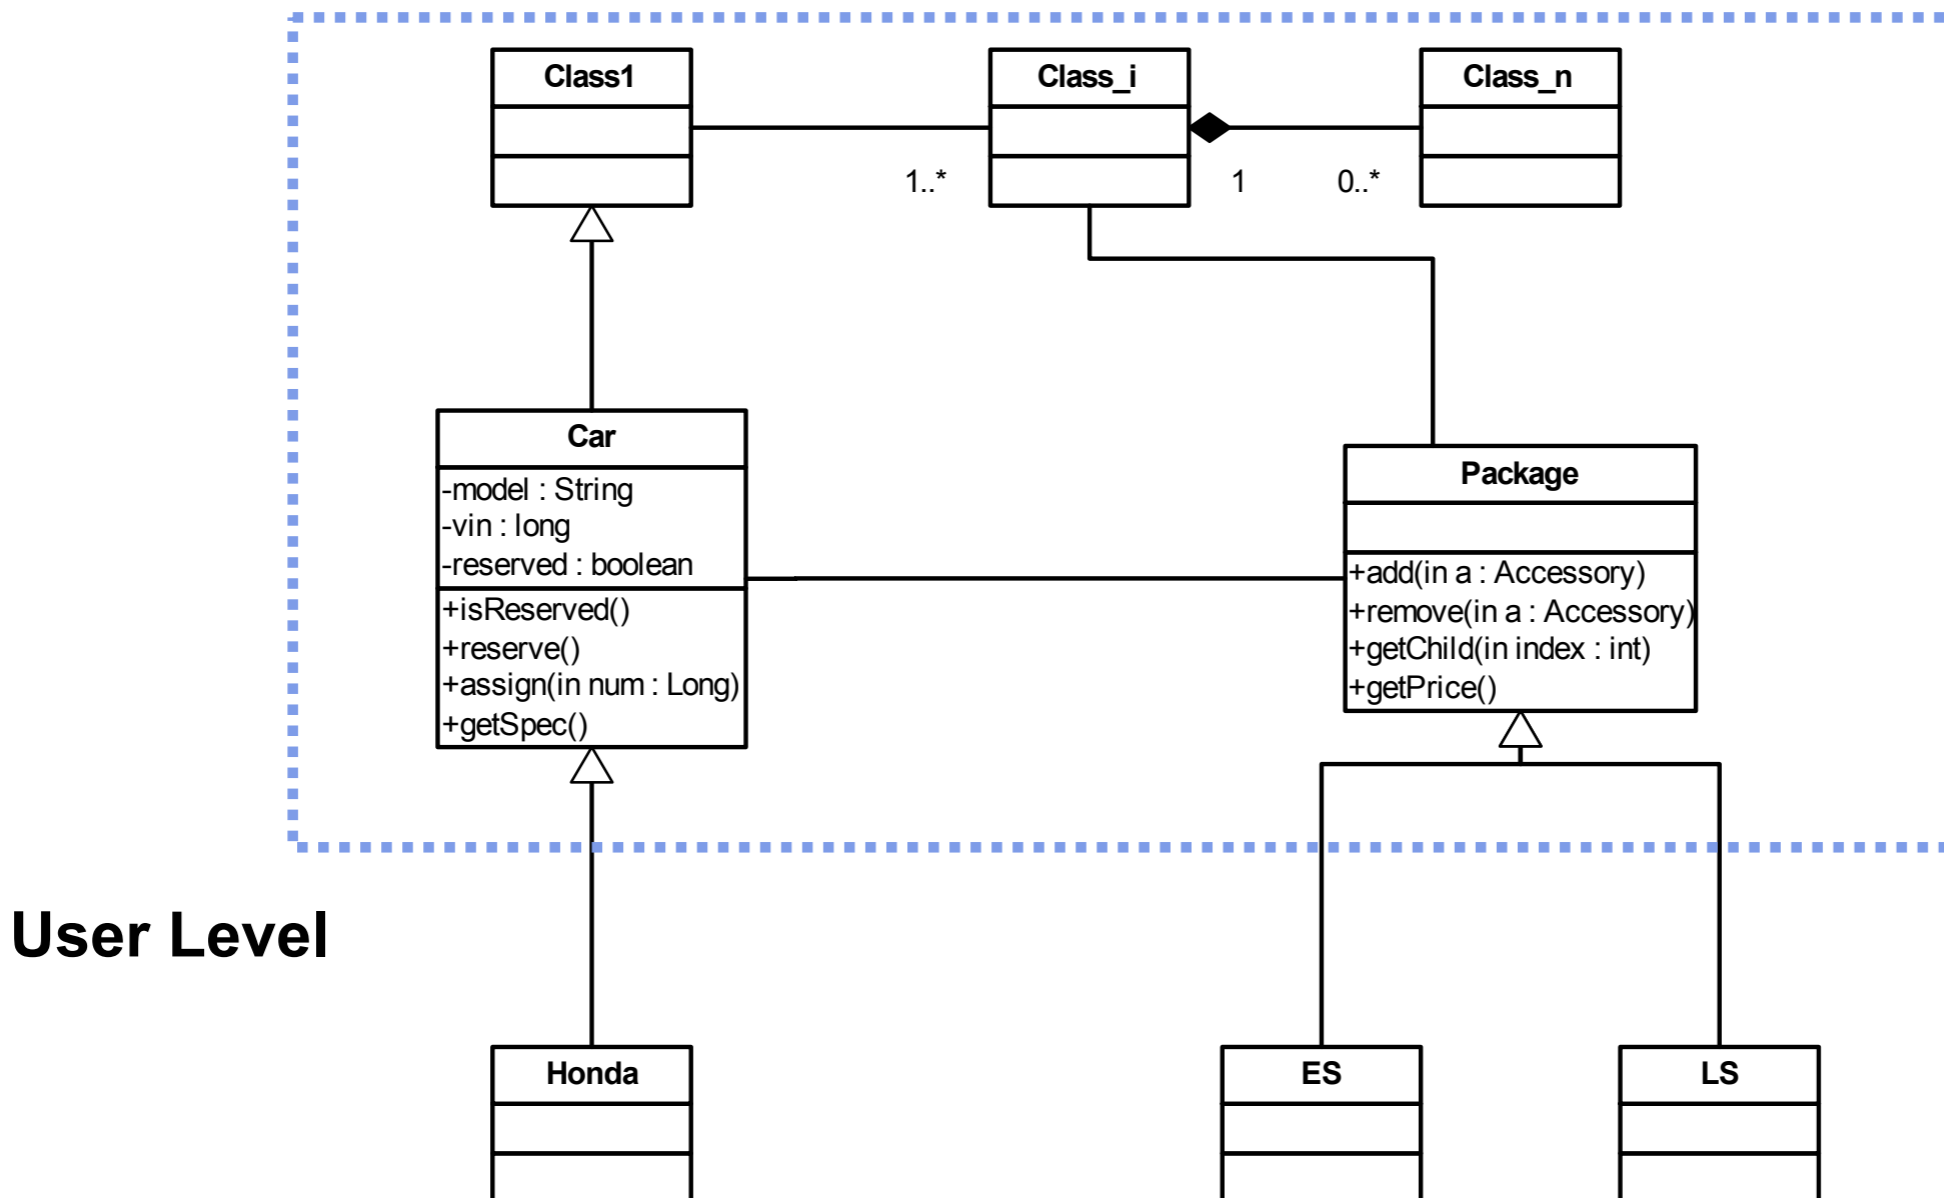 Class1
Class_i
Class_n
1..*
1
0..*
Car
-model : String
-vin : long
-reserved : boolean
+isReserved()
+reserve()
+assign(in num : Long)
+getSpec()
Package
+add(in a : Accessory)
+remove(in a : Accessory)
+getChild(in index : int)
+getPrice()
User Level
Honda
ES
LS